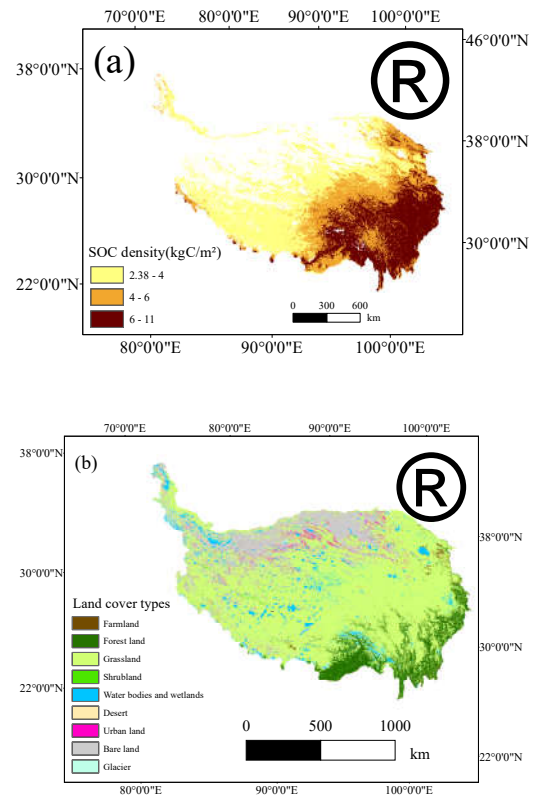 70°0'0"E 80°0'0"E 90°0'0"E 100°0'0"E
46°0'0"N
(a)
®
38°0'0"N
38°0'0"N
30°0'0"N
30°0'0"N
SOC density(kgC/m²)
2.38 - 4
4 - 6
6 - 11
22°0'0"N
0 300 600
km
80°0'0"E 90°0'0"E 100°0'0"E
70°0'0"E 80°0'0"E 90°0'0"E 100°0'0"E
38°0'0"N
(b)
®
38°0'0"N
30°0'0"N
Land cover types
Farmland
Forest land
Grassland
Shrubland
Water bodies and wetlands
Desert
Urban land
Bare land
Glacier
30°0'0"N
22°0'0"N
0 500 1000
km
22°0'0"N
80°0'0"E 90°0'0"E 100°0'0"E